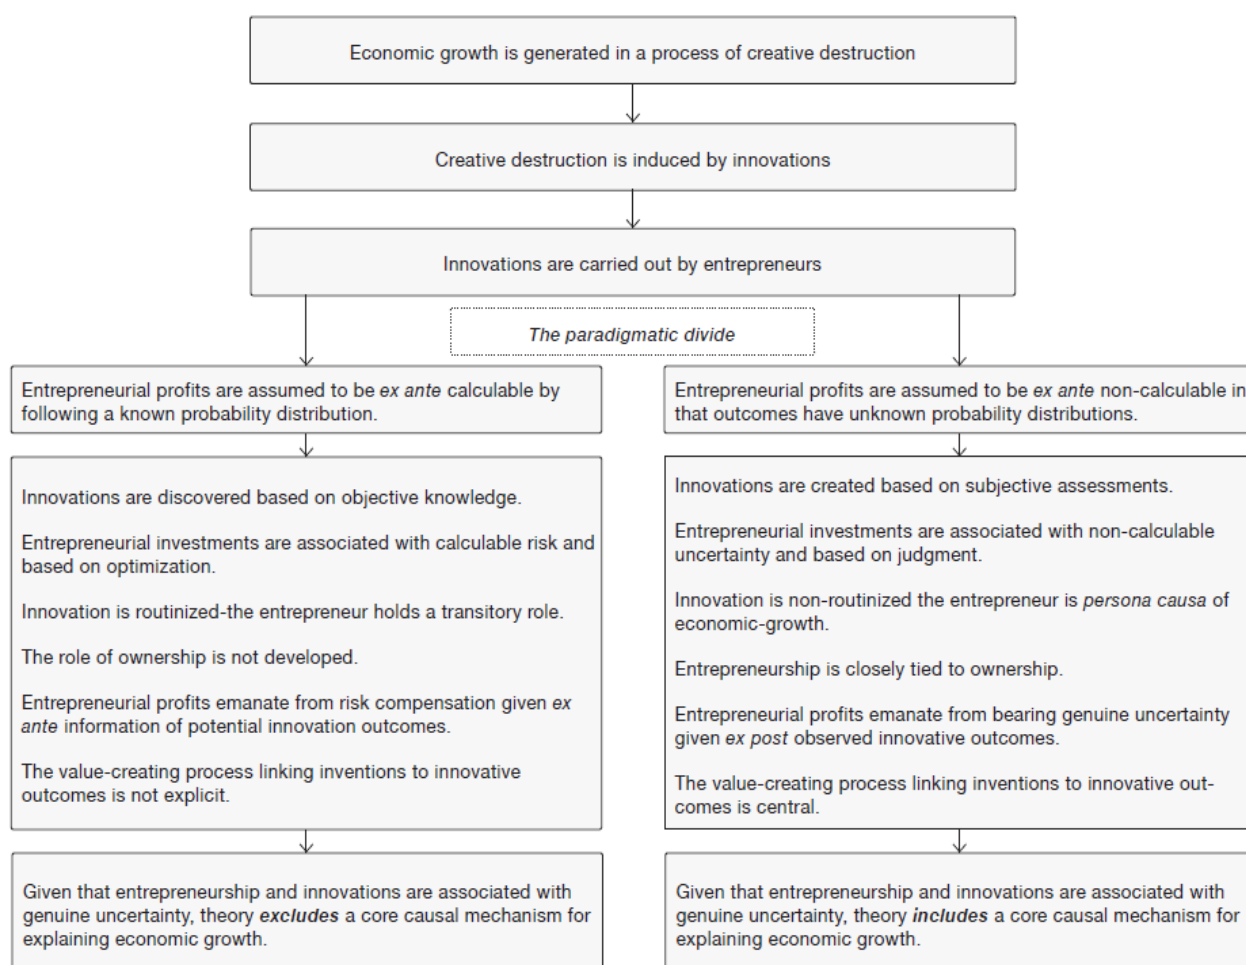 Economic growth is generated in a process of creative destruction
Creative destruction is induced by innovations
Innovations are carried out by entrepreneurs
The paradigmatic divide
Entrepreneurial profits are assumed to be ex ante calculable by
following a known probability distribution.
Innovations are discovered based on objective knowledge.
Entrepreneurial investments are associated with calculable risk and
based on optimization.
Innovation is routinized-the entrepreneur holds a transitory role.
The role of ownership is not developed.
Entrepreneurial profits emanate from risk compensation given ex
ante information of potential innovation outcomes.
The value-creating process linking inventions to innovative
outcomes is not explicit.
Given that entrepreneurship and innovations are associated with
genuine uncertainty, theory excludes a core causal mechanism for
explaining economic growth.
Entrepreneurial profits are assumed to be ex ante non-calculable in
that outcomes have unknown probability distributions.
Innovations are created based on subjective assessments.
Entrepreneurial investments are associated with non-calculable
uncertainty and based on judgment.
Innovation is non-routinized the entrepreneur is persona causa of
economic-growth.
Entrepreneurship is closely tied to ownership.
Entrepreneurial profits emanate from bearing genuine uncertainty
given ex post observed innovative outcomes.
The value-creating process linking inventions to innovative out-
comes is central.
Given that entrepreneurship and innovations are associated with
genuine uncertainty, theory includes a core causal mechanism for
explaining economic growth.